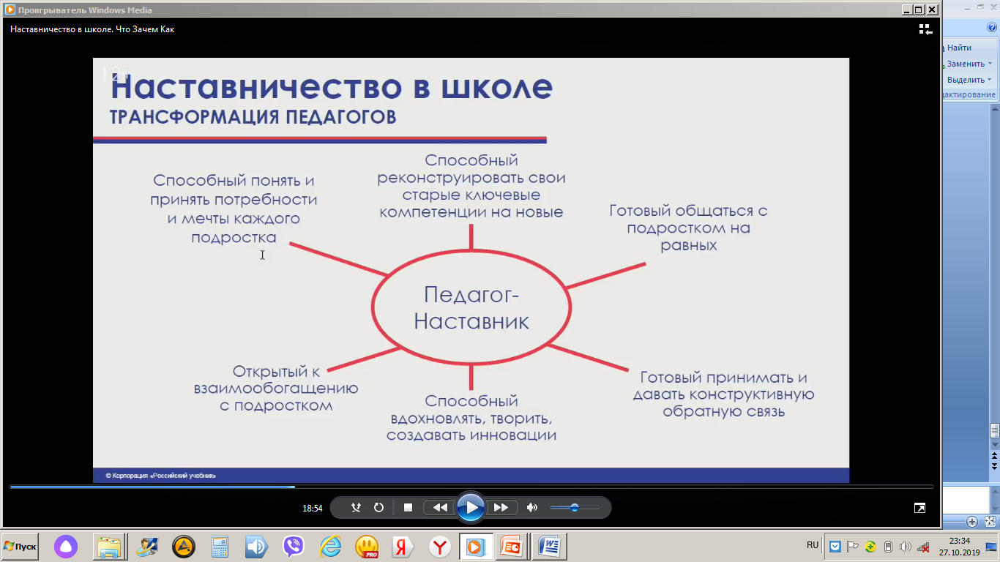 Проигрыватель Windows Media
Наставничество в школе. Что Зачем Как
12+
Наставничество в школе
ТРАНСФОРМАЦИЯ ПЕДАГОГОВ
Способный понять и
принять потребности
и мечты каждого
подростка
Способный
реконструировать свои
старые ключевые
компетенции на новые
Готовый общаться с
подростком на
равных
Педагог-
Наставник
Открытый к
взаимообогащению
с подростком
Способный
вдохновлять, творить,
создавать инновации
Готовый принимать и
давать конструктивную
обратную связь
© Корпорация «Российский учебник»
18:54
Найти
Заменить
Выделить
Пуск
PRO
RU
23:34
27.10.2019